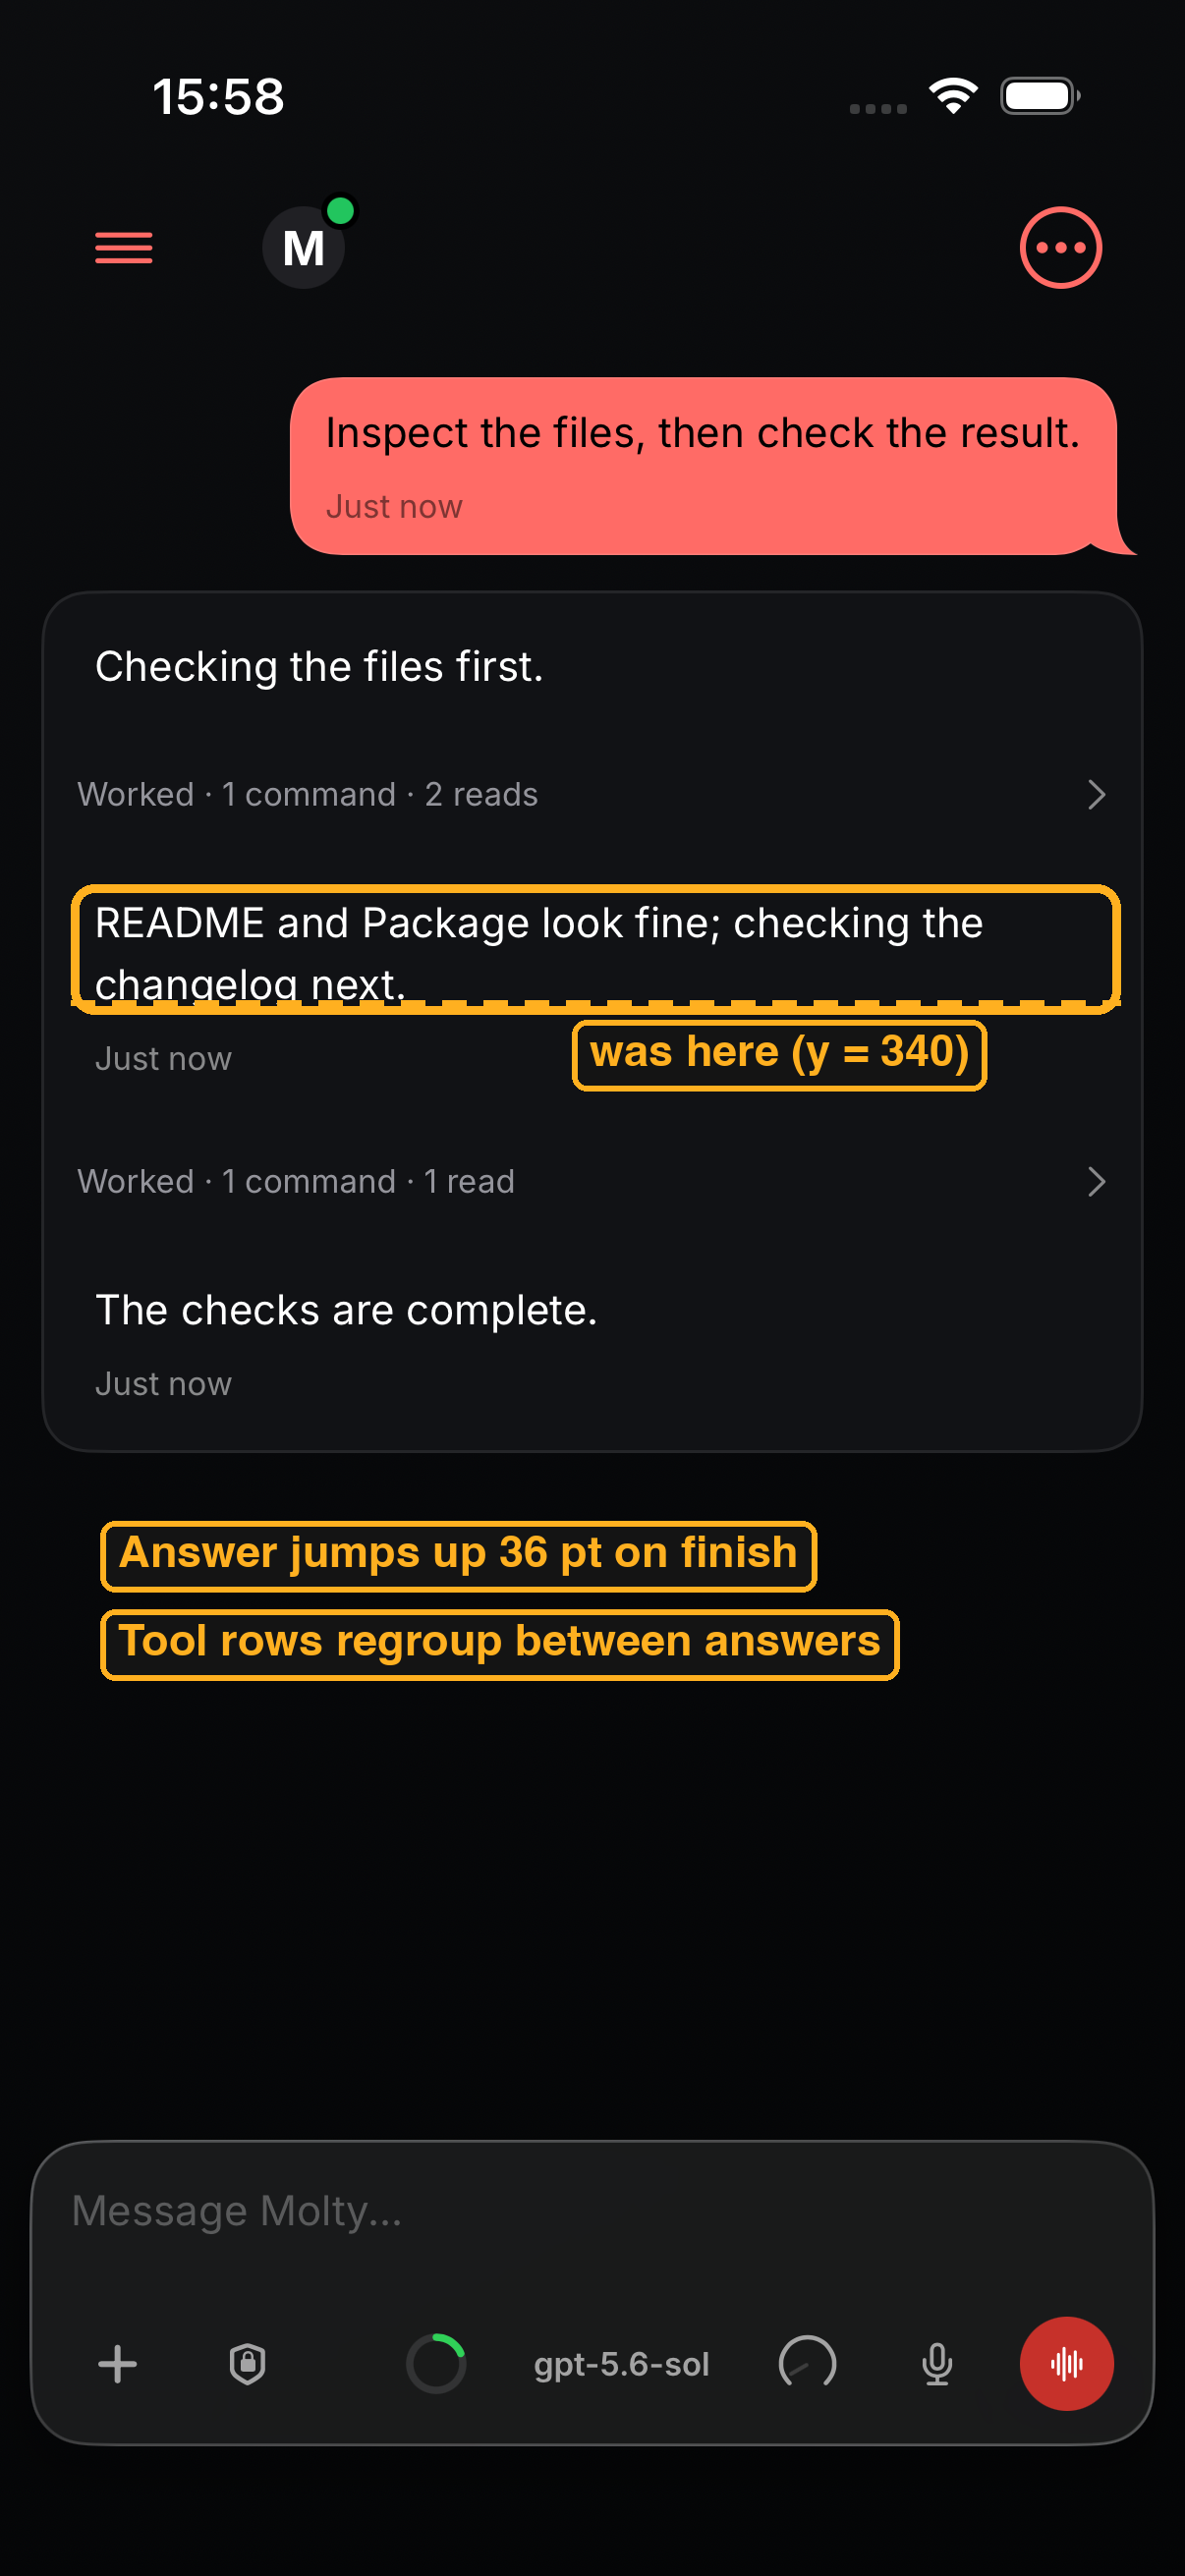 15:58
M
Inspect the files, then check the result.
Just now
Checking the files first.
Worked · 1 command · 2 reads
README and Package look fine; checking the
changelog next.
was here (y = 340)
Just now
Worked · 1 command · 1 read
The checks are complete.
Just now
Answer jumps up 36 pt on finish
Tool rows regroup between answers
Message Molty...
gpt-5.6-sol